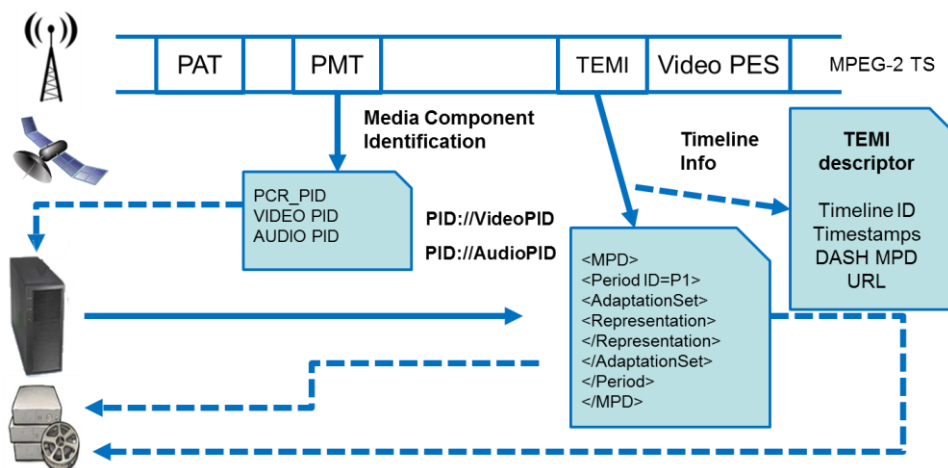 PAT
PMT
TEMI
Video PES
MPEG-2 TS
Media Component
Identification
Timeline
Info
TEMI
descriptor
Timeline ID
Timestamps
DASH MPD
URL
PCR_PID
VIDEO PID
AUDIO PID
PID://VideoPID
PID://AudioPID
<MPD>
<Period ID=P1>
<AdaptationSet>
<Representation>
</Representation>
</AdaptationSet>
</Period>
</MPD>